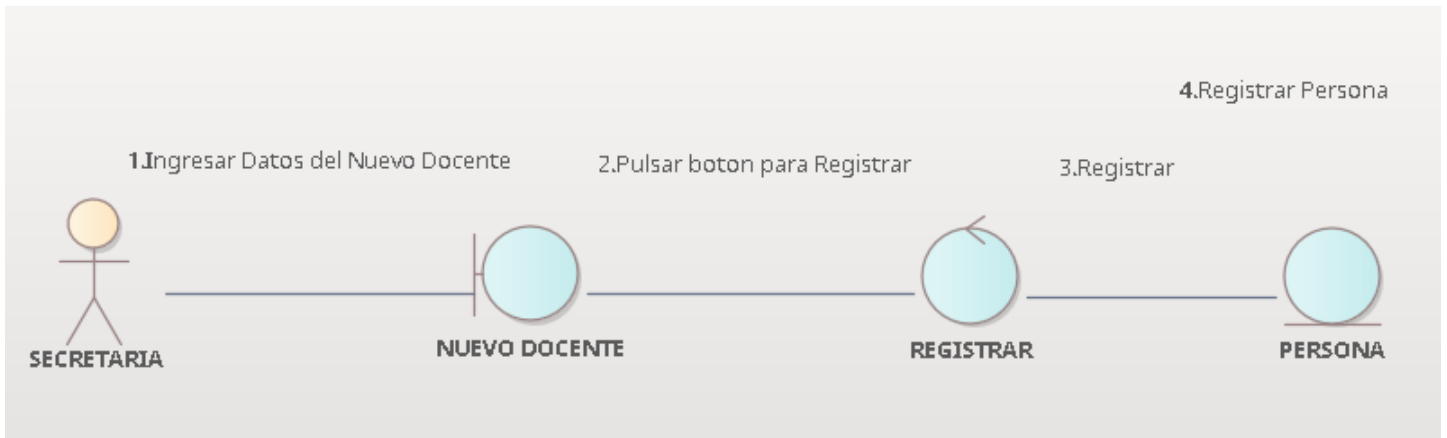 4.Registrar Persona
1.Ingresar Datos del Nuevo Docente
2.Pulsar boton para Registrar
3.Registrar
SECRETARIA
NUEVO DOCENTE
REGISTRAR
PERSONA